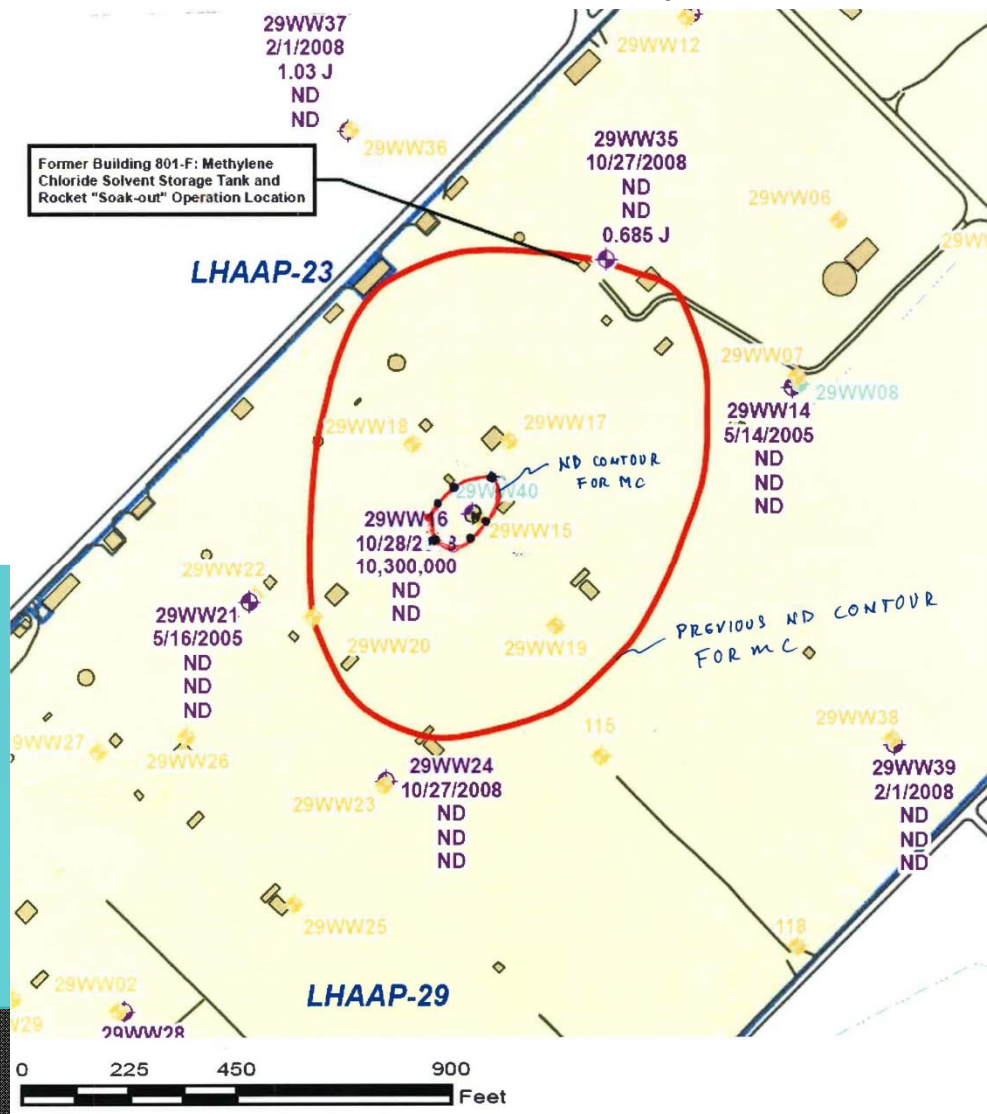 29WW37
2/1/2008
1.03 J
ND
ND
29WW12
29WW36
Former Building 801-F: Methylene
Chloride Solvent Storage Tank and
Rocket "Soak-out" Operation Location
29WW35
10/27/2008
ND
ND
0.685 J
29WW06
LHAAP-23
29WW07
29WW08
29WW14
5/14/2005
ND
ND
ND
29WW18
29WW17
ND CONTOUR
FOR MC
29WW40
29WW16
29WW15
10,300,000
ND
ND
29WW22
29WW21
5/16/2005
ND
ND
ND
29WW20
29WW19
PREVIOUS ND CONTOUR
FOR MC
29WW27
29WW26
115
29WW38
29WW39
2/1/2008
ND
ND
ND
29WW24
10/27/2008
ND
ND
ND
29WW23
29WW25
118
29WW02
LHAAP-29
29WW28
0 225 450 900
Feet